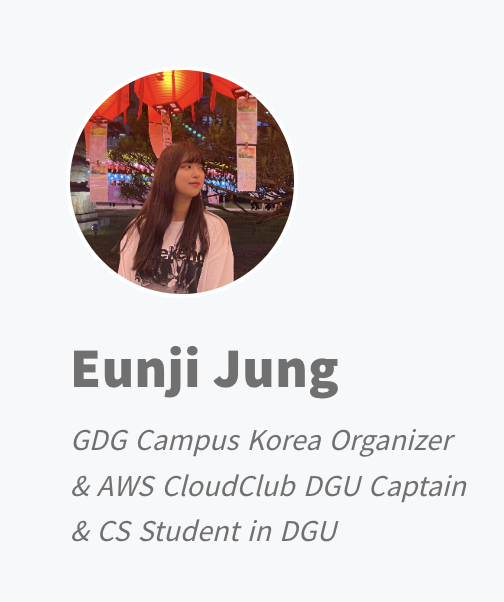 Eunji Jung
GDG Campus Korea Organizer
& AWS CloudClub DGU Captain
& CS Student in DGU